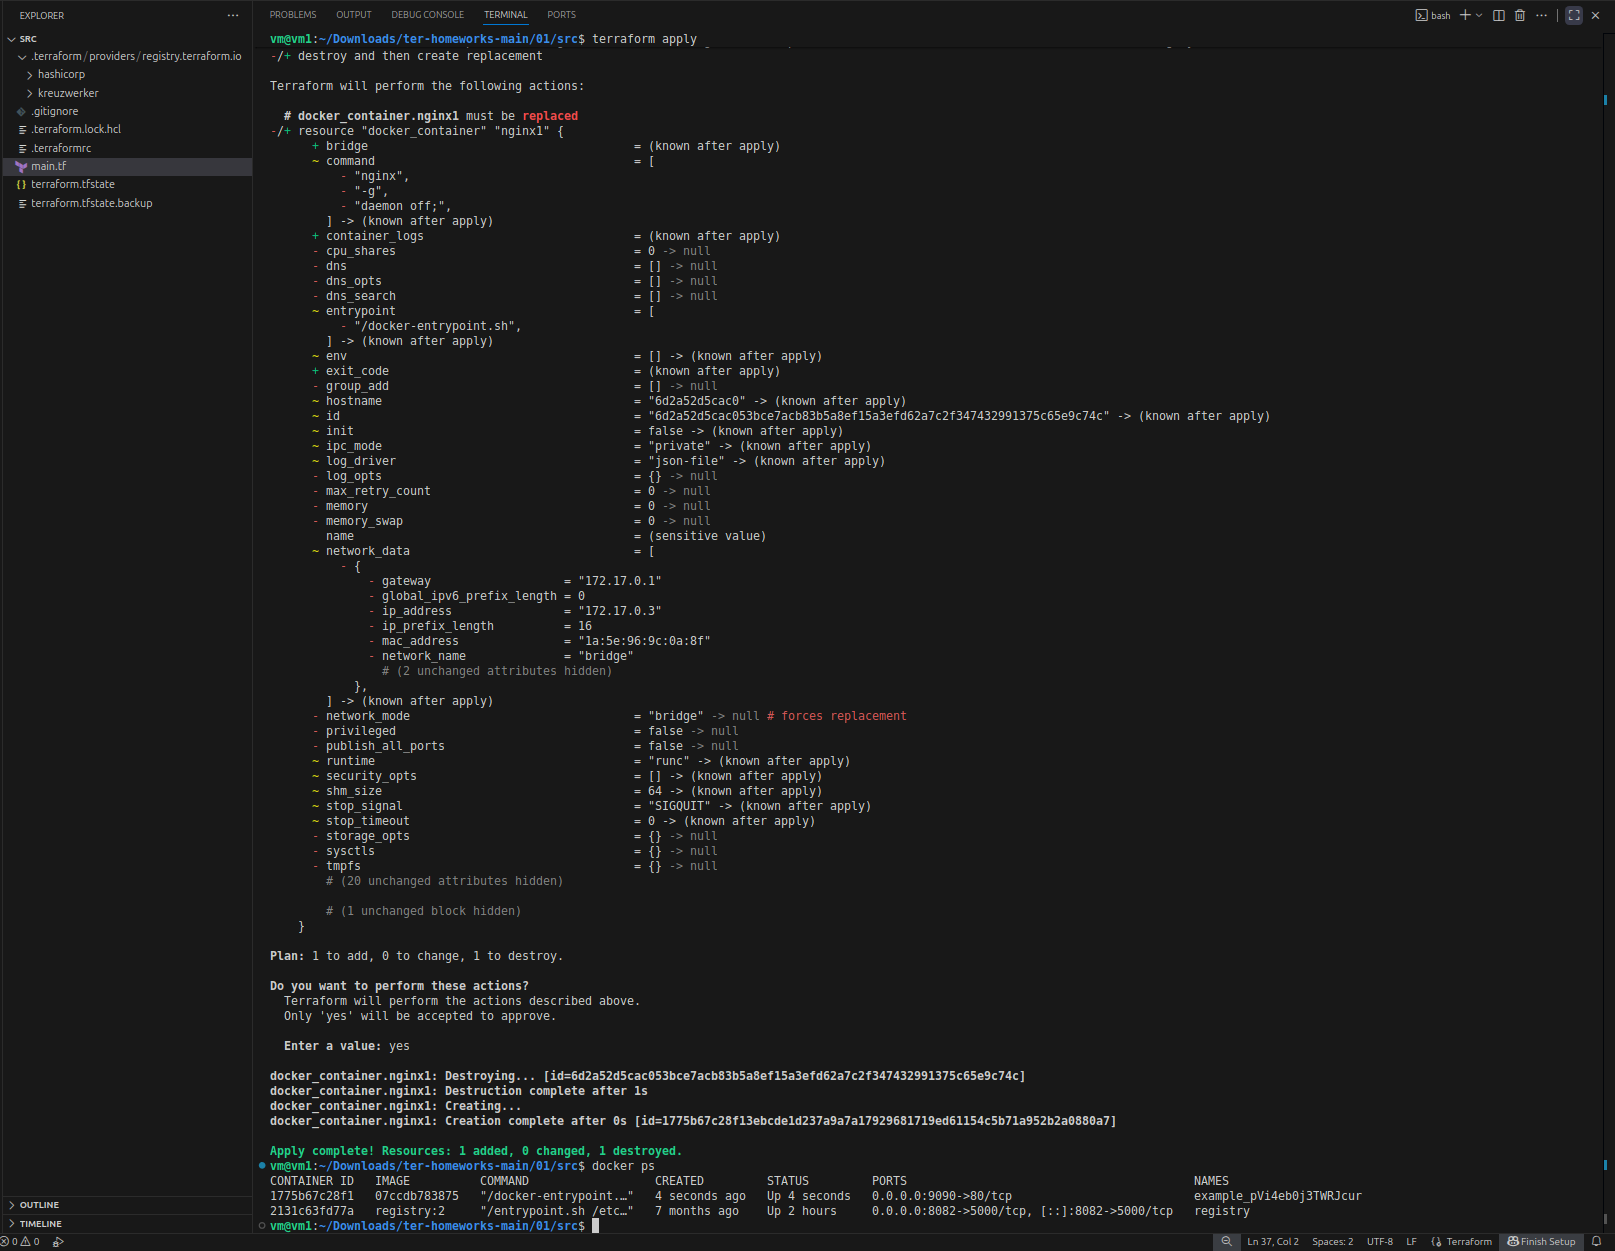 EXPLORER
SRC
.terraform / providers / registry.terraform.io
hashicorp
kreuzwerker
.gitignore
.terraform.lock.hcl
.terraformrc
main.tf
terraform.tfstate
terraform.tfstate.backup
OUTLINE
TIMELINE
PROBLEMS OUTPUT DEBUG CONSOLE TERMINAL PORTS
bash
vm@vm1:~/Downloads/ter-homeworks-main/01/src$ terraform apply
-/+ destroy and then create replacement
Terraform will perform the following actions:
# docker_container.nginx1 must be replaced
-/+ resource "docker_container" "nginx1" {
+ bridge = (known after apply)
~ command = [
- "nginx",
- "-g",
- "daemon off;",
] -> (known after apply)
+ container_logs = (known after apply)
- cpu_shares = 0 -> null
- dns = [] -> null
- dns_opts = [] -> null
- dns_search = [] -> null
~ entrypoint = [
- "/docker-entrypoint.sh",
] -> (known after apply)
~ env = [] -> (known after apply)
+ exit_code = (known after apply)
- group_add = [] -> null
~ hostname = "6d2a52d5cac0" -> (known after apply)
~ id = "6d2a52d5cac053bce7acb83b5a8ef15a3efd62a7c2f347432991375c65e9c74c" -> (known after apply)
~ init = false -> (known after apply)
~ ipc_mode = "private" -> (known after apply)
~ log_driver = "json-file" -> (known after apply)
- log_opts = {} -> null
- max_retry_count = 0 -> null
- memory = 0 -> null
- memory_swap = 0 -> null
name = (sensitive value)
~ network_data = [
- {
- gateway = "172.17.0.1"
- global_ipv6_prefix_length = 0
- ip_address = "172.17.0.3"
- ip_prefix_length = 16
- mac_address = "1a:5e:96:9c:0a:8f"
- network_name = "bridge"
# (2 unchanged attributes hidden)
},
] -> (known after apply)
- network_mode = "bridge" -> null # forces replacement
- privileged = false -> null
- publish_all_ports = false -> null
~ runtime = "runc" -> (known after apply)
~ security_opts = [] -> (known after apply)
~ shm_size = 64 -> (known after apply)
~ stop_signal = "SIGQUIT" -> (known after apply)
~ stop_timeout = 0 -> (known after apply)
- storage_opts = {} -> null
- sysctls = {} -> null
- tmpfs = {} -> null
# (20 unchanged attributes hidden)
# (1 unchanged block hidden)
}
Plan: 1 to add, 0 to change, 1 to destroy.
Do you want to perform these actions?
Terraform will perform the actions described above.
Only 'yes' will be accepted to approve.
Enter a value: yes
docker_container.nginx1: Destroying... [id=6d2a52d5cac053bce7acb83b5a8ef15a3efd62a7c2f347432991375c65e9c74c]
docker_container.nginx1: Destruction complete after 1s
docker_container.nginx1: Creating...
docker_container.nginx1: Creation complete after 0s [id=1775b67c28f13ebcde1d237a9a7a17929681719ed61154c5b71a952b2a0880a7]
Apply complete! Resources: 1 added, 0 changed, 1 destroyed.
vm@vm1:~/Downloads/ter-homeworks-main/01/src$ docker ps
CONTAINER ID IMAGE COMMAND CREATED STATUS PORTS NAMES
1775b67c28f1 07ccdb783875 "/docker-entrypoint.…" 4 seconds ago Up 4 seconds 0.0.0.0:9090->80/tcp example_pVi4eb0j3TWRJcur
2131c63fd77a registry:2 "/entrypoint.sh /etc…" 7 months ago Up 2 hours 0.0.0.0:8082->5000/tcp, [::]:8082->5000/tcp registry
vm@vm1:~/Downloads/ter-homeworks-main/01/src$
0 0 Ln 37, Col 2 Spaces: 2 UTF-8 LF Terraform Finish Setup